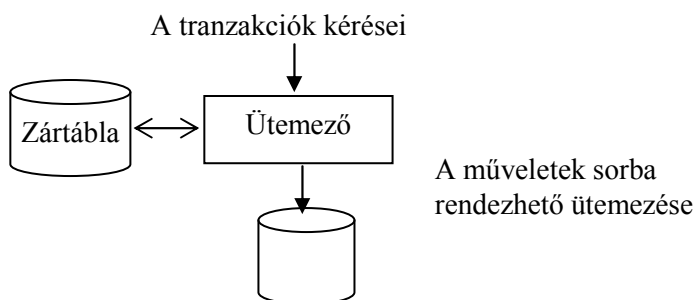 A tranzakciók kérései
Zártábla
Ütemező
A műveletek sorba
rendezhető ütemezése